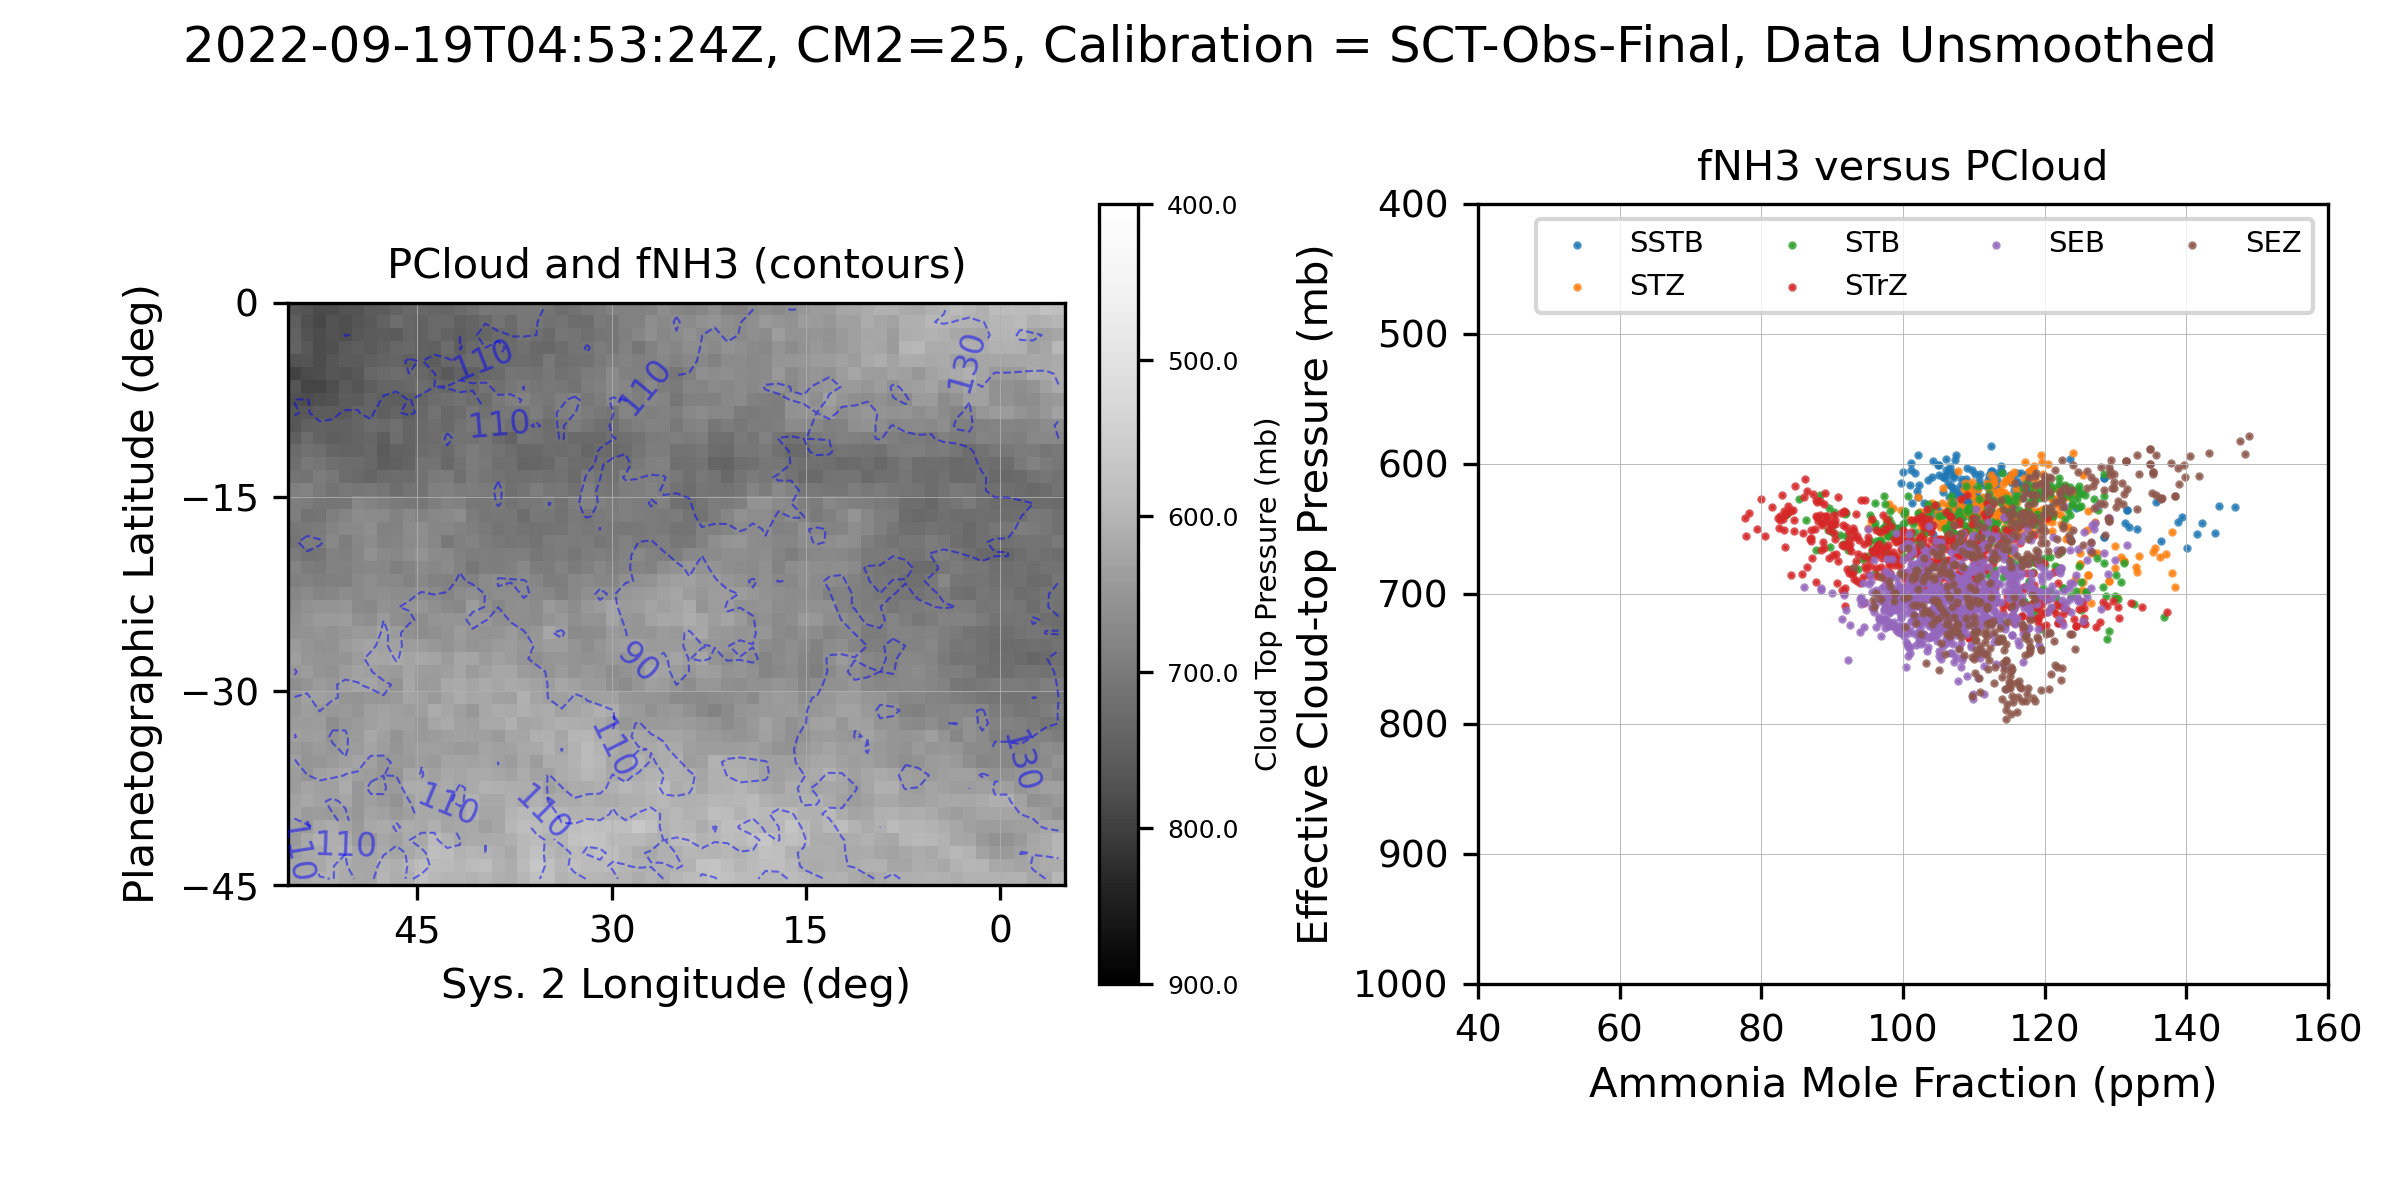 2022-09-19T04:53:24Z, CM2=25, Calibration = SCT-Obs-Final, Data Unsmoothed
PCloud and fNH3 (contours)
Planetographic Latitude (deg)
0
−15
−30
−45
45
30
15
0
Sys. 2 Longitude (deg)
110
110
110
130
90
110
130
110
110
110
110
400.0
500.0
600.0
700.0
800.0
900.0
Cloud Top Pressure (mb)
fNH3 versus PCloud
Effective Cloud-top Pressure (mb)
400
500
600
700
800
900
1000
SSTB
STZ
STB
STrZ
SEB
SEZ
40
60
80
100
120
140
160
Ammonia Mole Fraction (ppm)